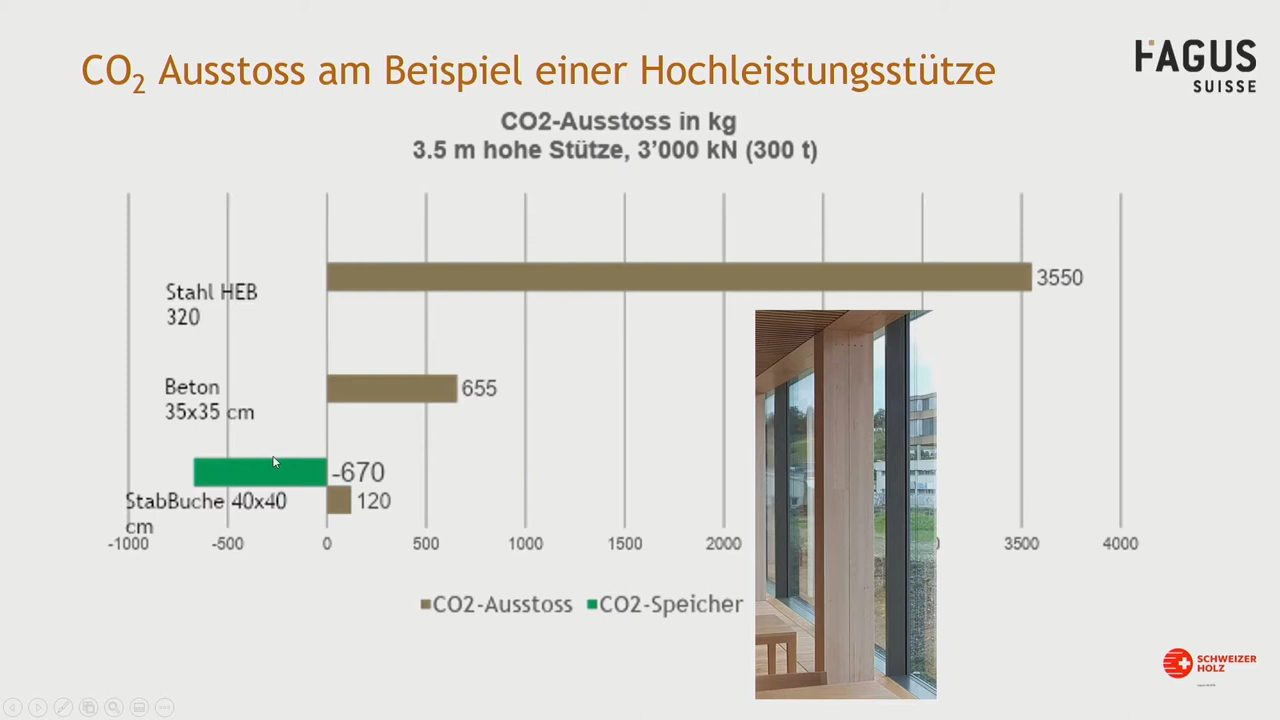 CO2 Ausstoss am Beispiel einer Hochleistungsstütze
FAGUS
SUISSE
CO2-Ausstoss in kg
3.5 m hohe Stütze, 3’000 kN (300 t)
3550
Stahl HEB
320
Beton
35x35 cm
655
-670
StabBuche 40x40
cm
120
-1000 -500 0 500 1000 1500 2000 3500 4000
CO2-Ausstoss CO2-Speicher
SCHWEIZER
HOLZ